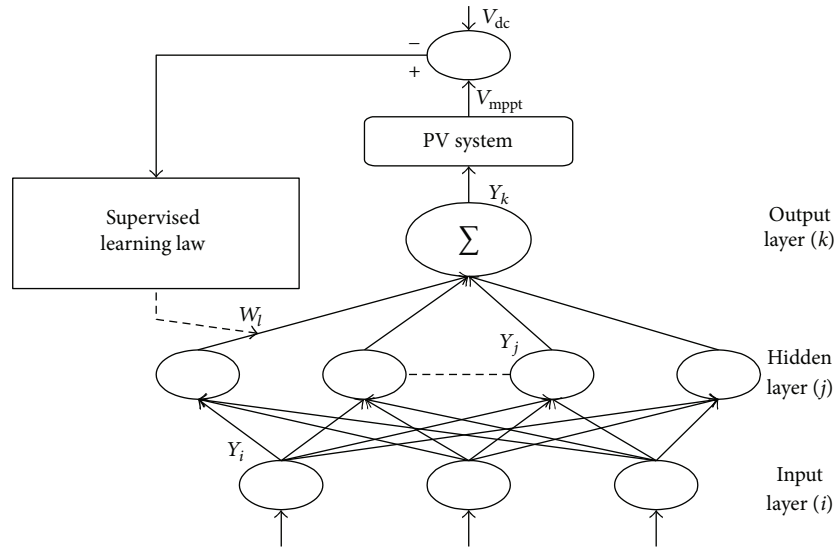 V_dc
−
+
V_mppt
PV system
Y_k
Supervised
learning law
∑
Output
layer (k)
W_l
Y_j
Hidden
layer (j)
Y_i
Input
layer (i)